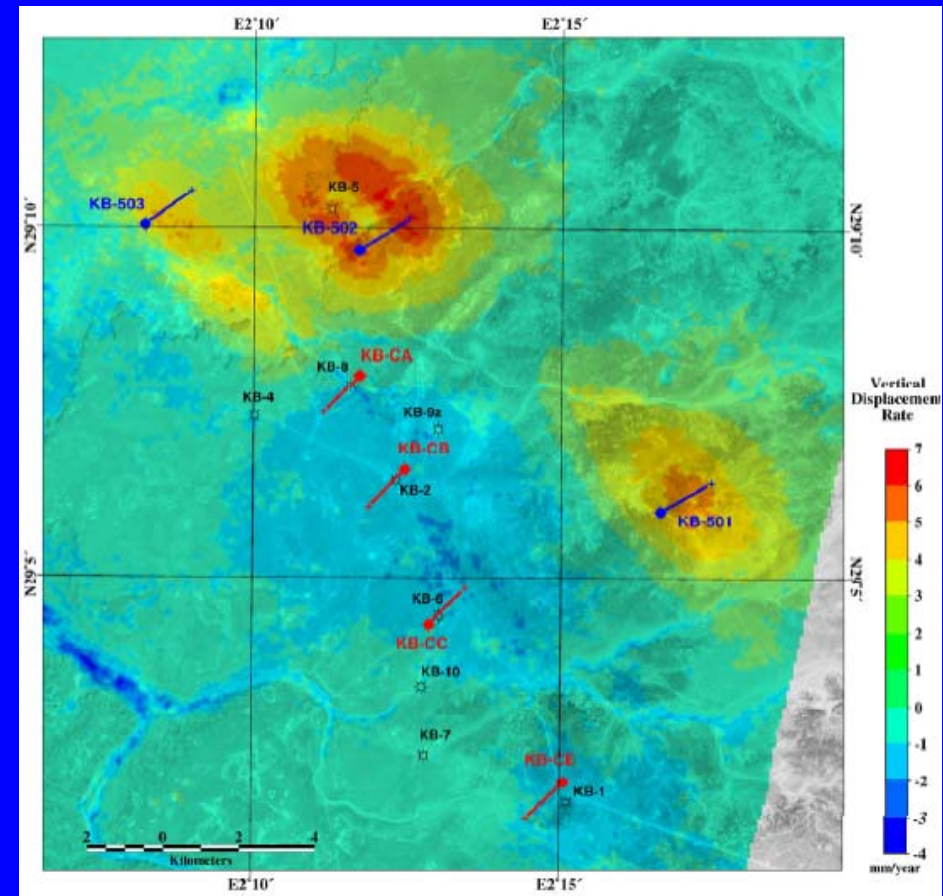 E2°10´ E2°15´
KB-5
KB-503
KB-502
N29°10´ N29°10´
KB-CA
KB-8
KB-4
KB-9z
KB-CB
KB-2
KB-501
N29°5´ N29°5´
KB-6
KB-CC
KB-10
KB-7
KB-CE
KB-1
2 0 2 4
Kilometers
E2°10´ E2°15´
Vertical
Displacement
Rate
7
6
5
4
3
2
1
0
-1
-2
-3
-4
mm/year